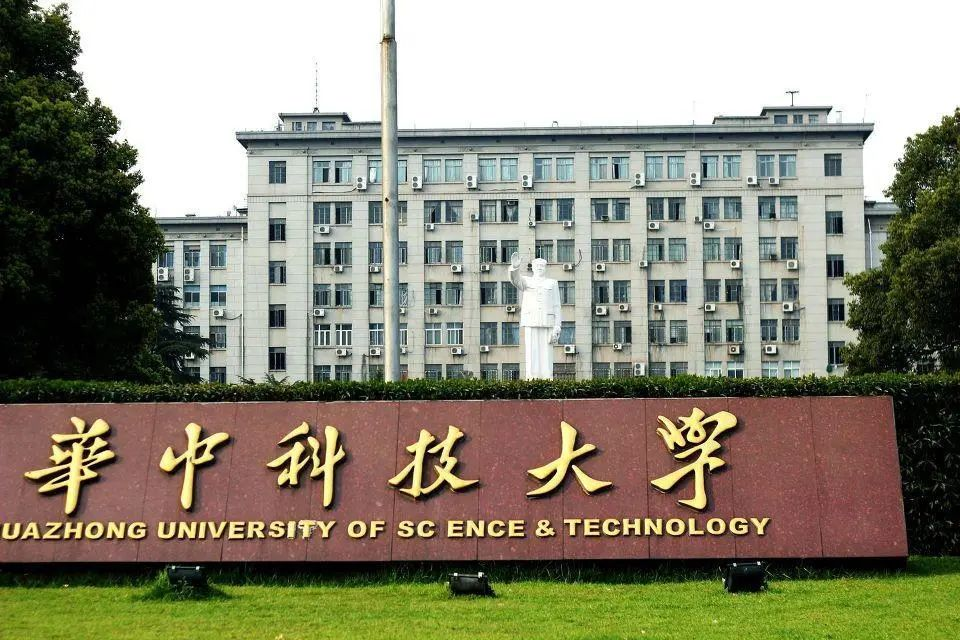 華中科技大学
UAZHONG UNIVERSITY OF SC ENCE & TECHNOLOGY